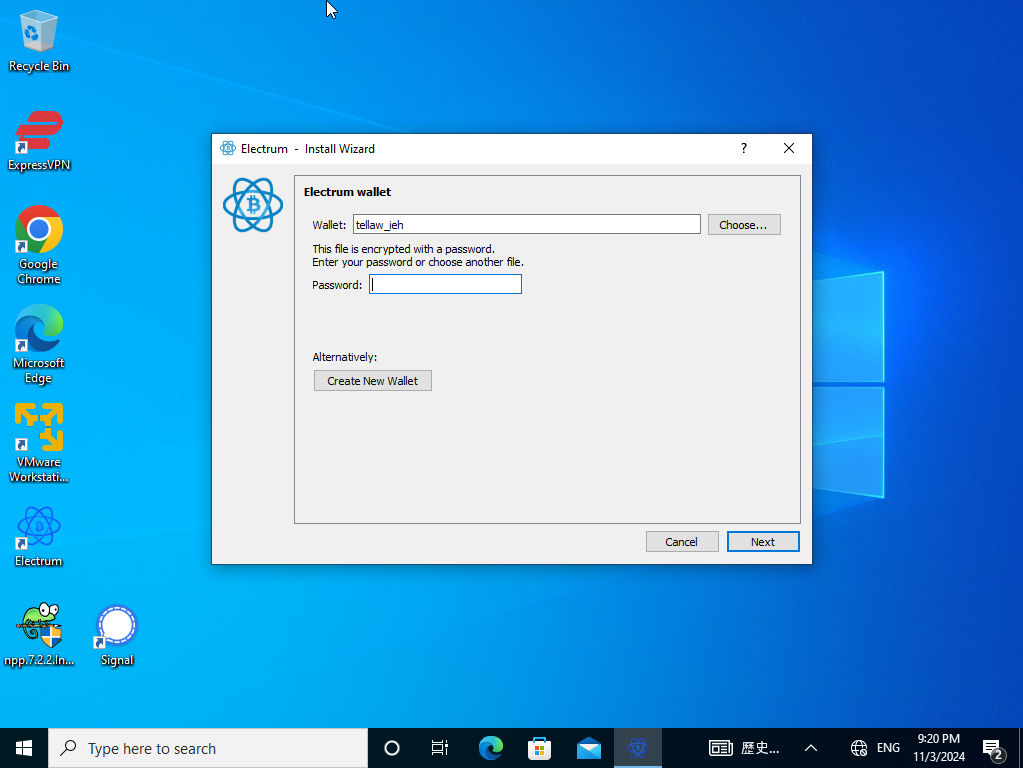 Recycle Bin
ExpressVPN
Google
Chrome
Microsoft
Edge
VMware
Workstati...
Electrum
npp.7.2.2.In...
Signal
Electrum - Install Wizard
?
Electrum wallet
Wallet: tellaw_ieh
Choose...
This file is encrypted with a password.
Enter your password or choose another file.
Password:
Alternatively:
Create New Wallet
Cancel
Next
Type here to search
歷史...
ENG
9:20 PM
11/3/2024
2